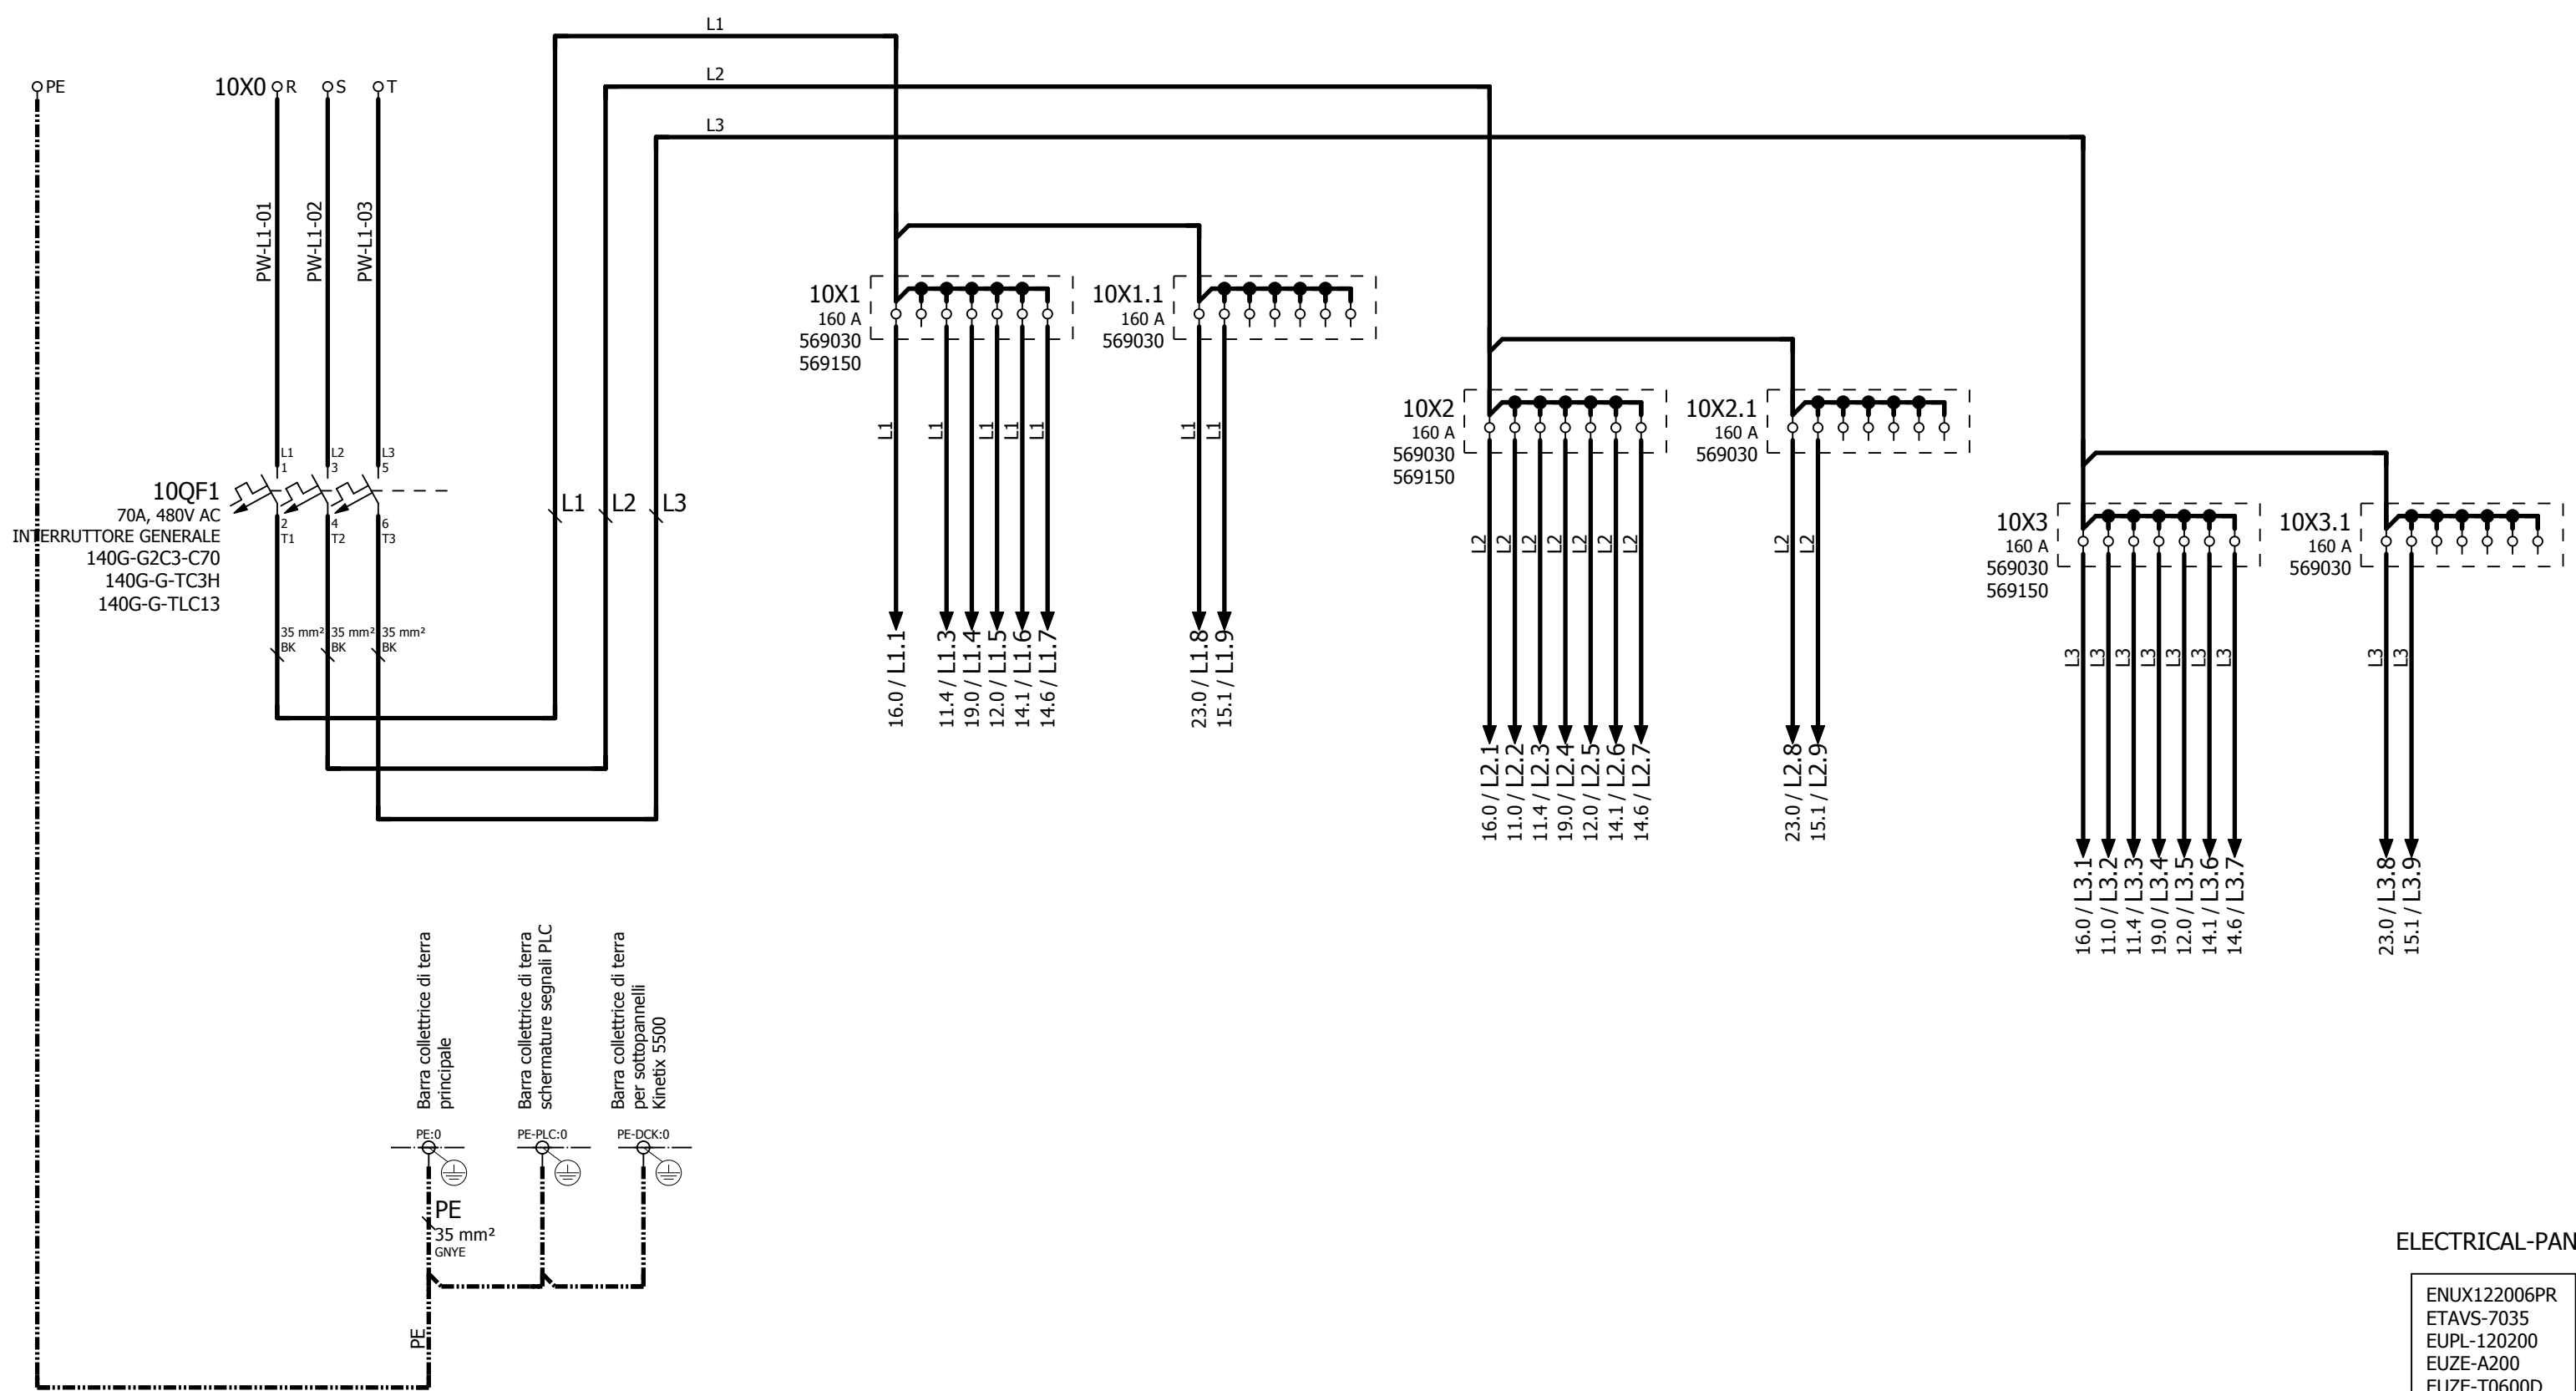 L1
L2
L3
PE
10X0
R
S
T
PW-L1-01
PW-L1-02
PW-L1-03
10X1
160 A
569030
569150
10X1.1
160 A
569030
10X2
160 A
569030
569150
10X2.1
160 A
569030
10X3
160 A
569030
569150
10X3.1
160 A
569030
L1
L1
L1
L1
L1
L1
L1
L1
L2
L2
L2
L2
L2
L2
L2
L2
L2
L3
L3
L3
L3
L3
L3
L3
L3
L3
L1
1
L2
3
L3
5
10QF1
70A, 480V AC
INTERRUTTORE GENERALE
140G-G2C3-C70
140G-G-TC3H
140G-G-TLC13
2
T1
4
T2
6
T3
L1
L2
L3
35 mm²
BK
35 mm²
BK
35 mm²
BK
16.0 / L1.1
11.4 / L1.3
19.0 / L1.4
12.0 / L1.5
14.1 / L1.6
14.6 / L1.7
23.0 / L1.8
15.1 / L1.9
16.0 / L2.1
11.0 / L2.2
11.4 / L2.3
19.0 / L2.4
12.0 / L2.5
14.1 / L2.6
14.6 / L2.7
23.0 / L2.8
15.1 / L2.9
16.0 / L3.1
11.0 / L3.2
11.4 / L3.3
19.0 / L3.4
12.0 / L3.5
14.1 / L3.6
14.6 / L3.7
23.0 / L3.8
15.1 / L3.9
Barra collettrice di terra
principale
Barra collettrice di terra
schermature segnali PLC
Barra collettrice di terra
per sottopannelli
Kinetix 5500
PE:0
PE-PLC:0
PE-DCK:0
PE
35 mm²
GNYE
PE
ELECTRICAL-PAN
ENUX122006PR
ETAVS-7035
EUPL-120200
EUZE-A200
EUZE-T0600D